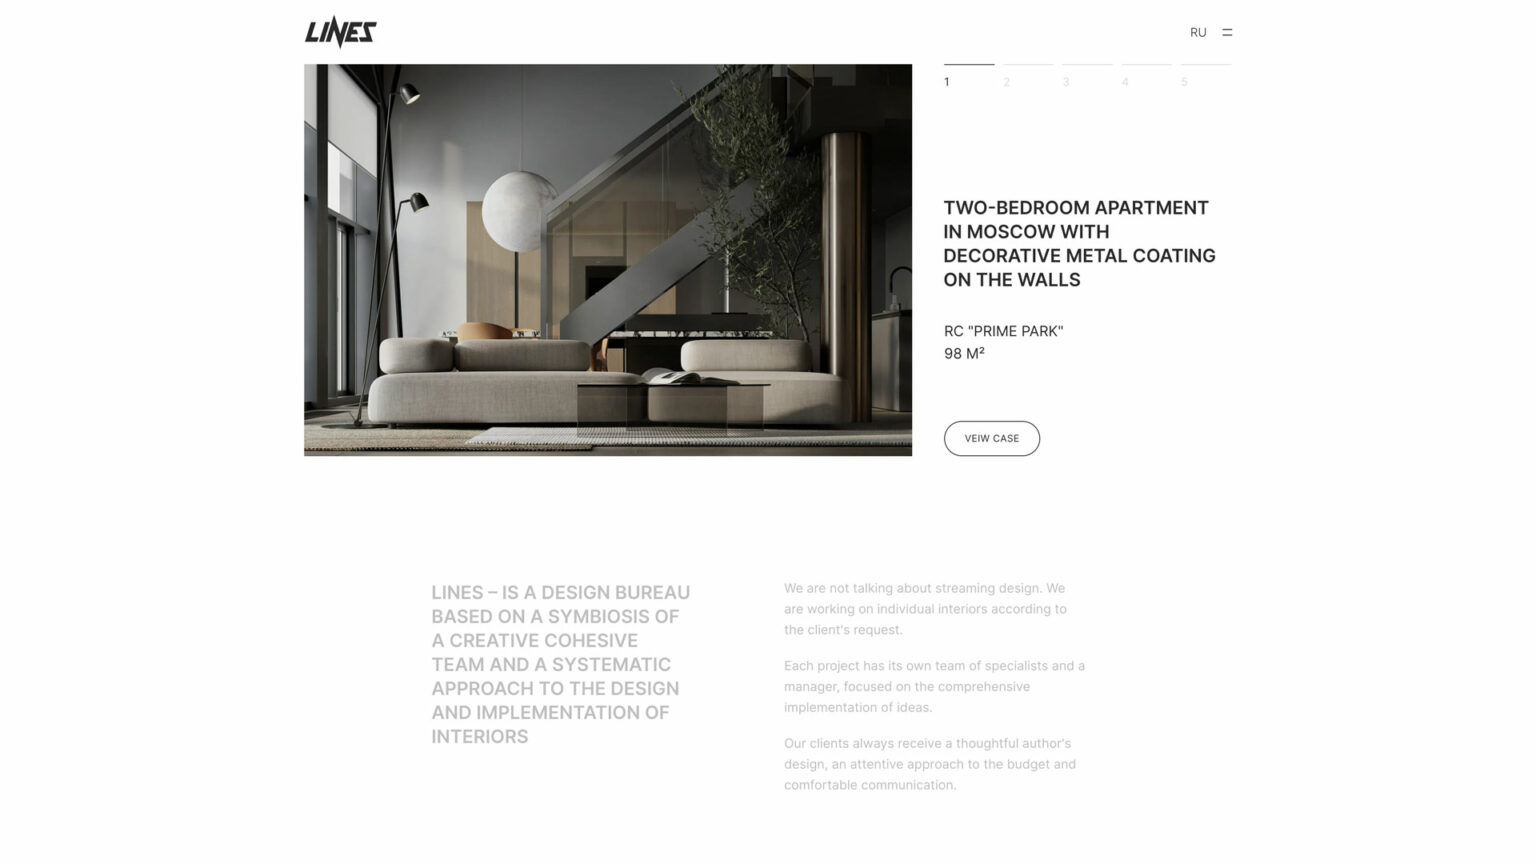 LINES
RU
1
2
3
4
5
TWO-BEDROOM APARTMENT
IN MOSCOW WITH
DECORATIVE METAL COATING
ON THE WALLS
RC "PRIME PARK"
98 M²
VEIW CASE
LINES – IS A DESIGN BUREAU
BASED ON A SYMBIOSIS OF
A CREATIVE COHESIVE
TEAM AND A SYSTEMATIC
APPROACH TO THE DESIGN
AND IMPLEMENTATION OF
INTERIORS
We are not talking about streaming design. We
are working on individual interiors according to
the client's request.
Each project has its own team of specialists and a
manager, focused on the comprehensive
implementation of ideas.
Our clients always receive a thoughtful author's
design, an attentive approach to the budget and
comfortable communication.